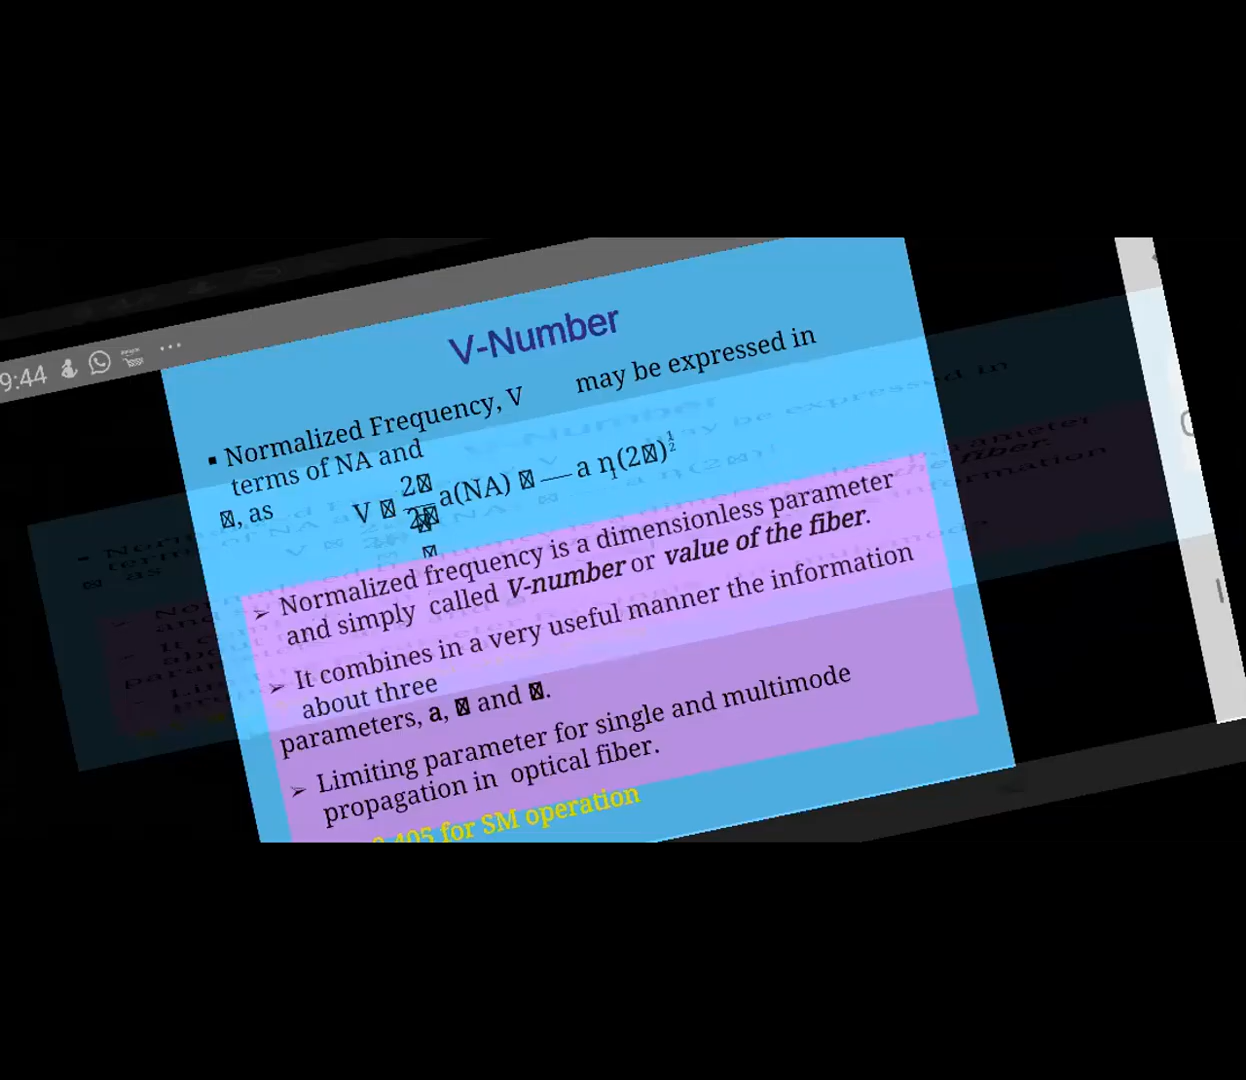 9:44
V-Number
▪ Normalized Frequency, V may be expressed in
terms of NA and
, as
V  2 a(NA)  — a η(2)½
2
➢ Normalized frequency is a dimensionless parameter
and simply called V-number or value of the fiber.
➢ It combines in a very useful manner the information
about three
parameters, a,  and .
➢ Limiting parameter for single and multimode
propagation in optical fiber.
for SM operation